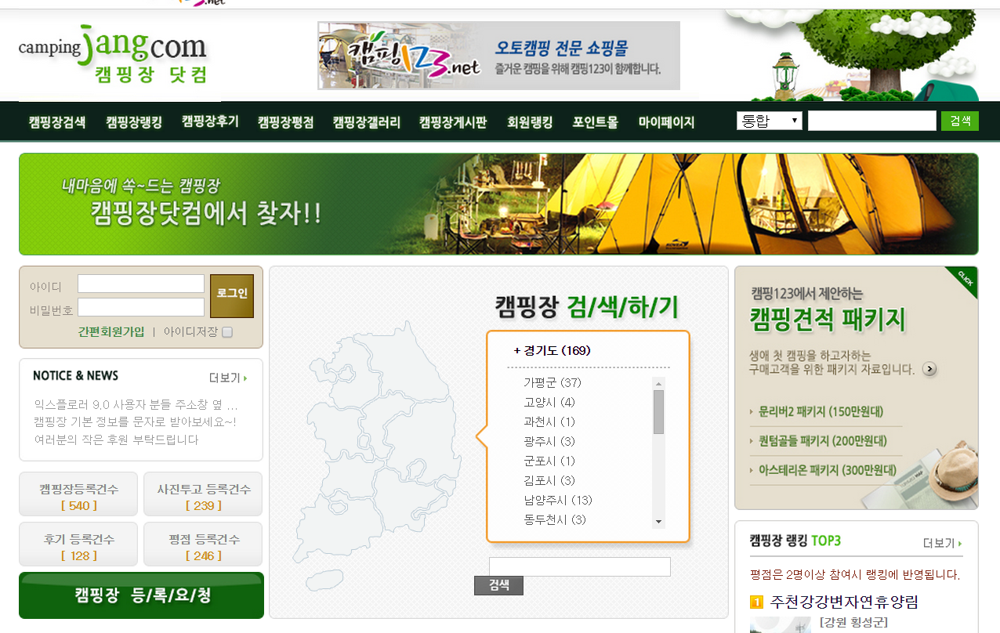 .net
camping jang com
캠핑장 닷컴
캠핑123.net
오토캠핑 전문 쇼핑몰
즐거운 캠핑을 위해 캠핑123이 함께합니다.
캠핑장검색 캠핑장랭킹 캠핑장후기 캠핑장평점 캠핑장갤러리 캠핑장게시판 회원랭킹 포인트몰 마이페이지 통합 검색
내마음에 쏙~드는 캠핑장
캠핑장닷컴에서 찾자!!
아이디
비밀번호
로그인
간편회원가입 | 아이디저장
NOTICE & NEWS 더보기
익스플로러 9,0 사용자 분들 주소창 옆 ...
캠핑장 기본 정보를 문자로 받아보세요~!
여러분의 작은 후원 부탁드립니다
캠핑장등록건수
[ 540 ]
사진투고 등록건수
[ 239 ]
후기 등록건수
[ 128 ]
평점 등록건수
[ 246 ]
캠핑장 등/록/요/청
캠핑장 검/색/하/기
+ 경기도 (169)
가평군 (37)
고양시 (4)
과천시 (1)
광주시 (3)
군포시 (1)
김포시 (3)
남양주시 (13)
동두천시 (3)
검색
CLICK
캠핑123에서 제안하는
캠핑견적 패키지
생애 첫 캠핑을 하고자하는
구매고객을 위한 패키지 자료입니다.
문리버2 패키지 (150만원대)
퀀텀골들 패키지 (200만원대)
아스테리온 패키지 (300만원대)
캠핑장 랭킹 TOP3 더보기
평점은 2명이상 참여시 랭킹에 반영됩니다.
1 주천강강변자연휴양림
[강원 횡성군]